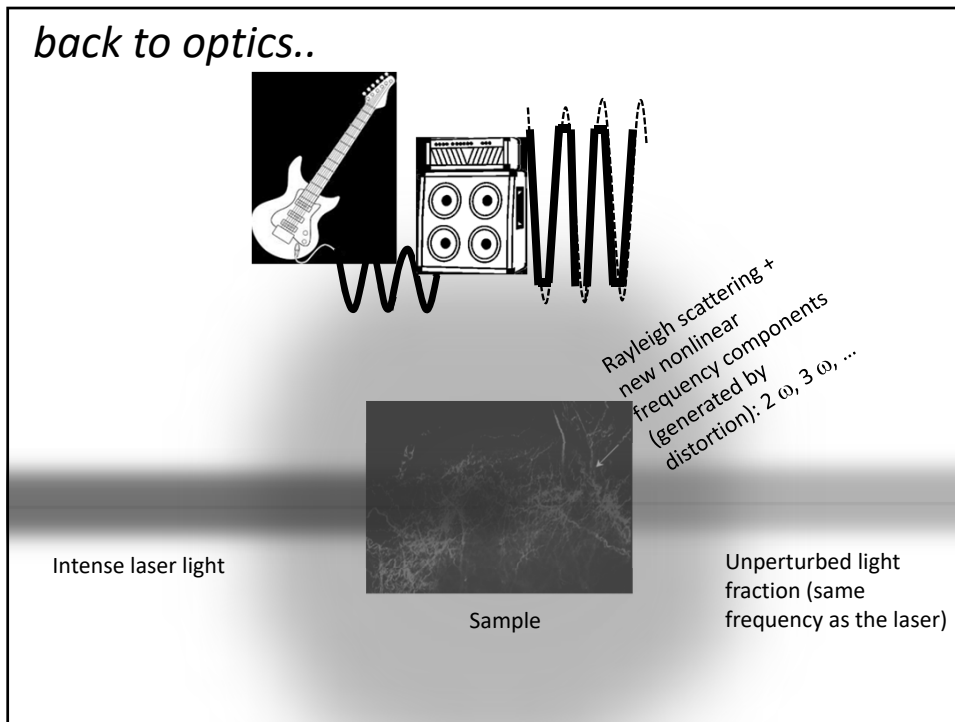 back to optics..
Rayleigh scattering +
new nonlinear
frequency components
(generated by
distortion): 2 ω, 3 ω, ...
Intense laser light
Sample
Unperturbed light
fraction (same
frequency as the laser)